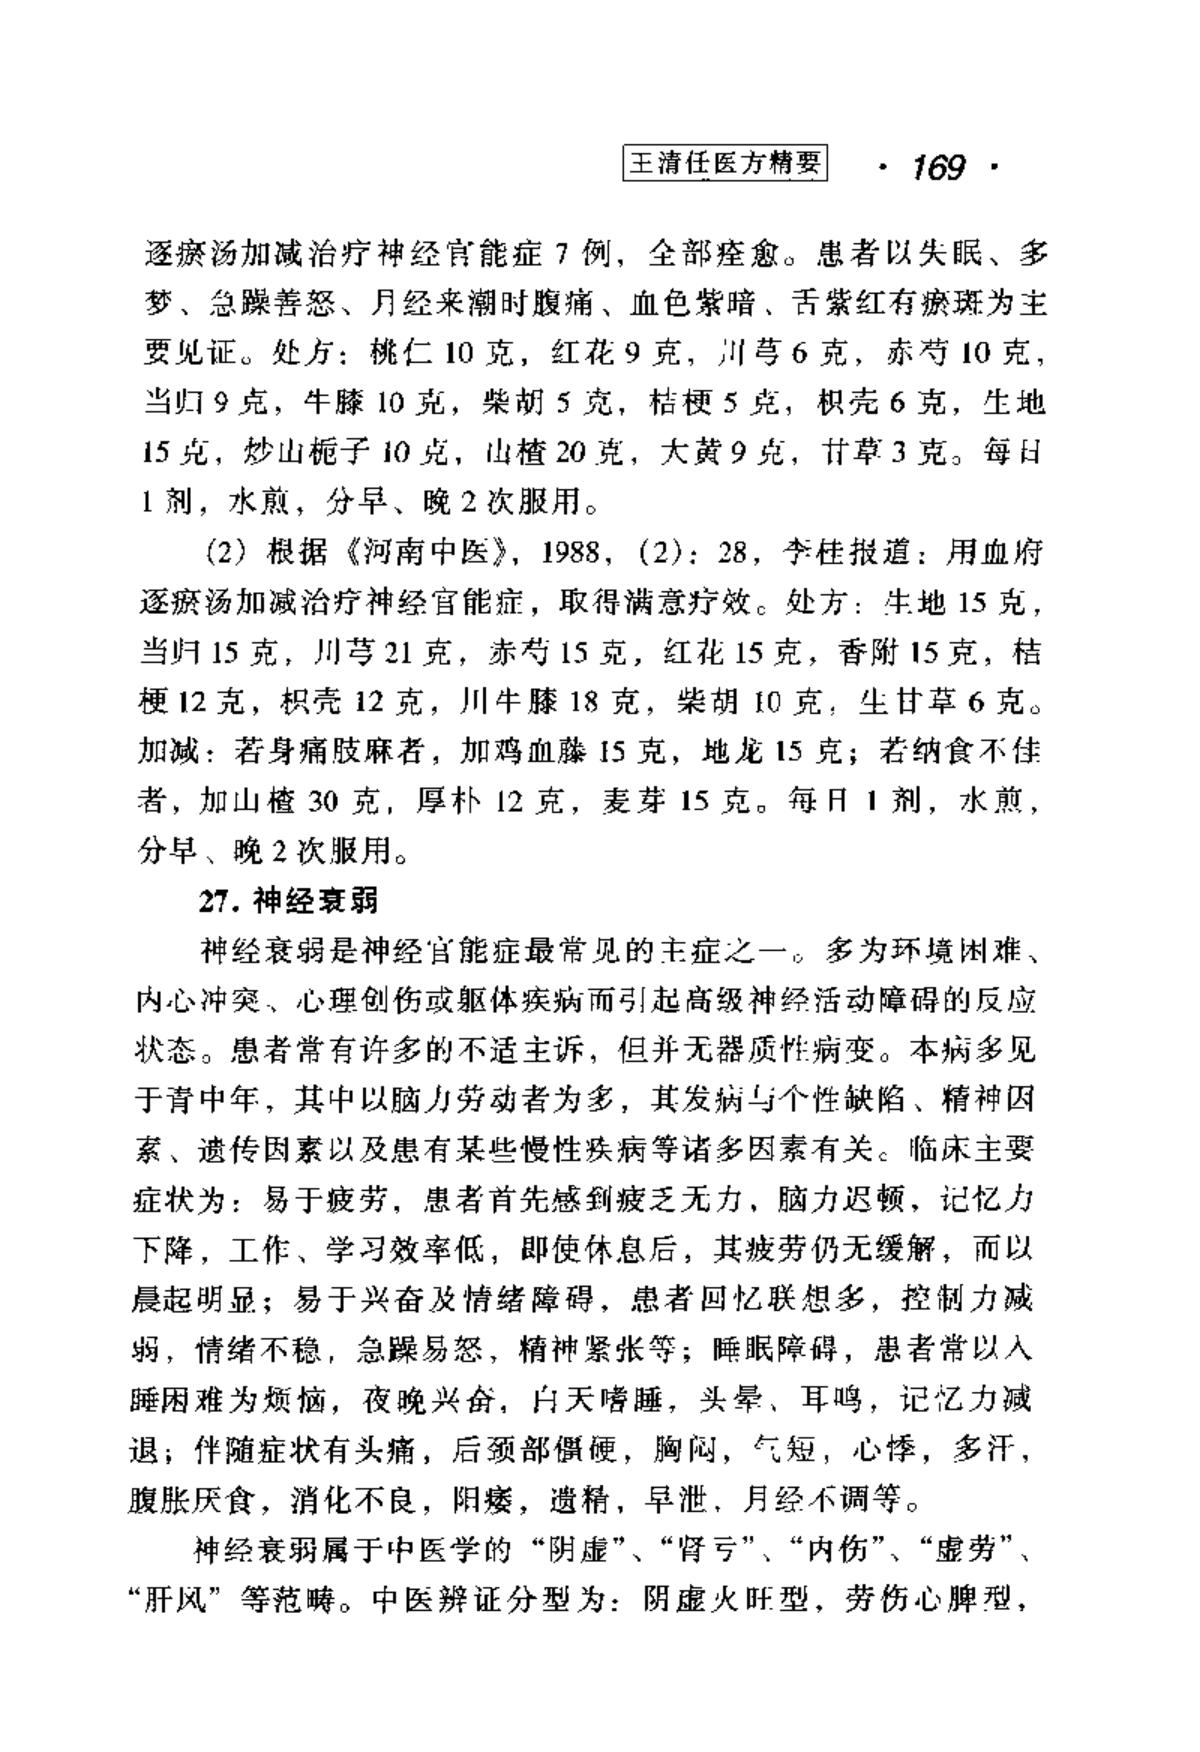 王清任医方精要 · 169 ·
逐瘀汤加减治疗神经官能症 7 例，全部痊愈。患者以失眠、多
梦、急躁善怒、月经来潮时腹痛、血色紫暗、舌紫红有瘀斑为主
要见证。处方：桃仁 10 克，红花 9 克，川芎 6 克，赤芍 10 克，
当归 9 克，牛膝 10 克，柴胡 5 克，桔梗 5 克，枳壳 6 克，生地
15 克，炒山栀子 10 克，山楂 20 克，大黄 9 克，甘草 3 克。每日
1 剂，水煎，分早、晚 2 次服用。
(2) 根据《河南中医》，1988，(2)：28，李桂报道：用血府
逐瘀汤加减治疗神经官能症，取得满意疗效。处方：生地 15 克，
当归 15 克，川芎 21 克，赤芍 15 克，红花 15 克，香附 15 克，桔
梗 12 克，枳壳 12 克，川牛膝 18 克，柴胡 10 克，生甘草 6 克。
加减：若身痛肢麻者，加鸡血藤 15 克，地龙 15 克；若纳食不佳
者，加山楂 30 克，厚朴 12 克，麦芽 15 克。每日 1 剂，水煎，
分早、晚 2 次服用。
27. 神经衰弱
神经衰弱是神经官能症最常见的主症之一。多为环境困难、
内心冲突、心理创伤或躯体疾病而引起高级神经活动障碍的反应
状态。患者常有许多的不适主诉，但并无器质性病变。本病多见
于青中年，其中以脑力劳动者为多，其发病与个性缺陷、精神因
素、遗传因素以及患有某些慢性疾病等诸多因素有关。临床主要
症状为：易于疲劳，患者首先感到疲乏无力，脑力迟顿，记忆力
下降，工作、学习效率低，即使休息后，其疲劳仍无缓解，而以
晨起明显；易于兴奋及情绪障碍，患者回忆联想多，控制力减
弱，情绪不稳，急躁易怒，精神紧张等；睡眠障碍，患者常以入
睡困难为烦恼，夜晚兴奋，白天嗜睡，头晕、耳鸣，记忆力减
退；伴随症状有头痛，后颈部僵硬，胸闷，气短，心悸，多汗，
腹胀厌食，消化不良，阳痿，遗精，早泄，月经不调等。
神经衰弱属于中医学的“阴虚”、“肾亏”、“内伤”、“虚劳”、
“肝风”等范畴。中医辨证分型为：阴虚火旺型，劳伤心脾型，